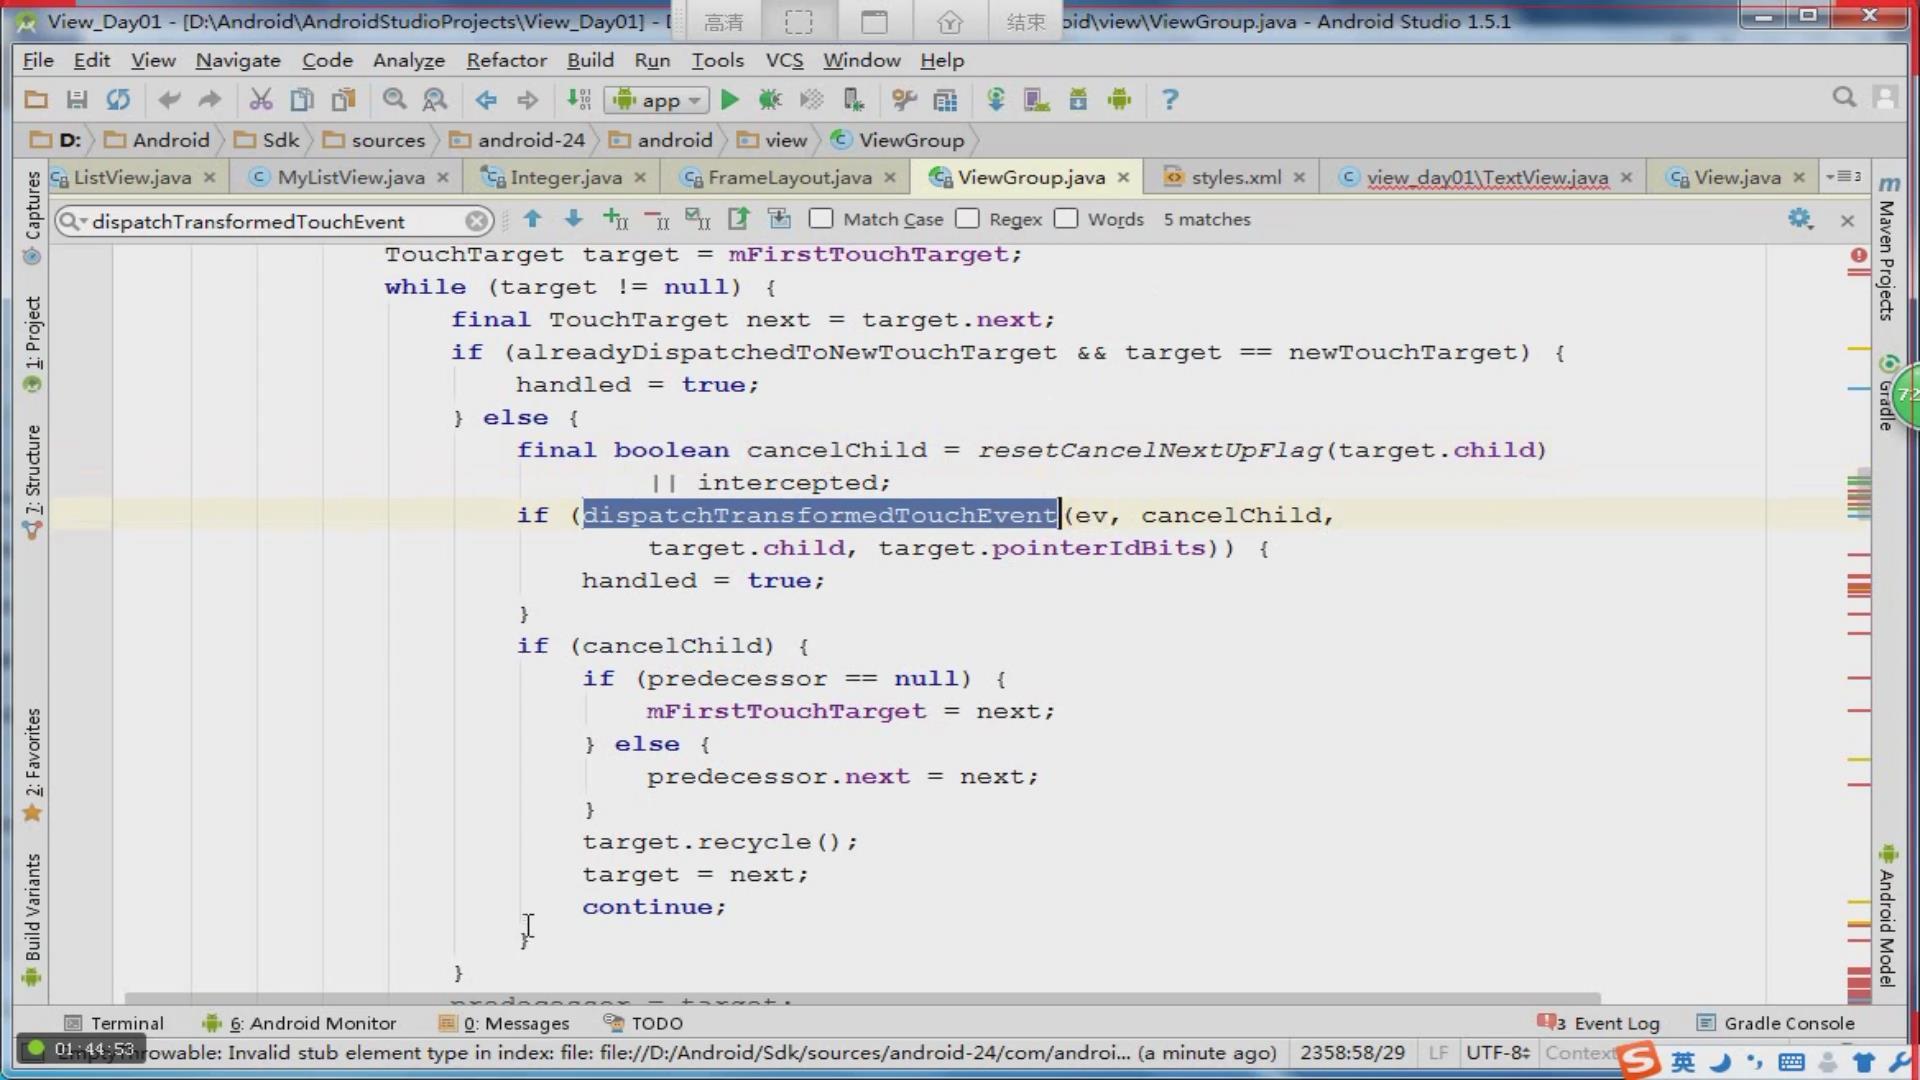 View_Day01 - [D:\Android\AndroidStudioProjects\View_Day01] -
高清
结束
\view\ViewGroup.java - Android Studio 1.5.1
File Edit View Navigate Code Analyze Refactor Build Run Tools VCS Window Help
app
D: Android Sdk sources android-24 android view ViewGroup
ListView.java MyListView.java Integer.java FrameLayout.java ViewGroup.java styles.xml view_day01\TextView.java View.java 3
dispatchTransformedTouchEvent Match Case Regex Words 5 matches
TouchTarget target = mFirstTouchTarget;
while (target != null) {
final TouchTarget next = target.next;
if (alreadyDispatchedToNewTouchTarget && target == newTouchTarget) {
handled = true;
} else {
final boolean cancelChild = resetCancelNextUpFlag(target.child)
|| intercepted;
if (dispatchTransformedTouchEvent(ev, cancelChild,
target.child, target.pointerIdBits)) {
handled = true;
}
if (cancelChild) {
if (predecessor == null) {
mFirstTouchTarget = next;
} else {
predecessor.next = next;
}
target.recycle();
target = next;
continue;
}
}
predecessor = target;
Captures
1: Project
7: Structure
2: Favorites
Build Variants
Maven Projects
Gradle
72
Android Model
Terminal 6: Android Monitor 0: Messages TODO 3 Event Log Gradle Console
01:44:53 Throwable: Invalid stub element type in index: file: file://D:/Android/Sdk/sources/android-24/com/androi... (a minute ago) 2358:58/29 LF UTF-8 Context
英